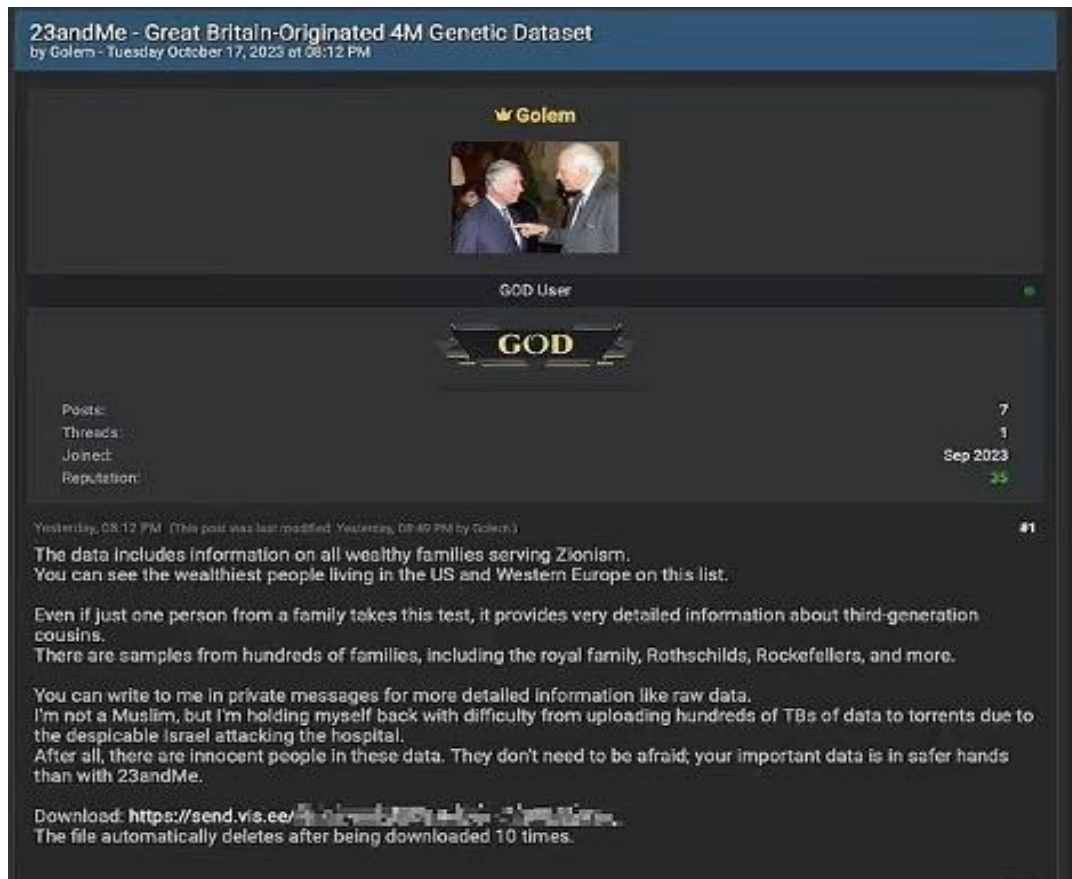 23andMe - Great Britain-Originated 4M Genetic Dataset
by Golem - Tuesday October 17, 2023 at 08:12 PM
Golem
GOD User
GOD
Posts: 7
Threads: 1
Joined: Sep 2023
Reputation: 35
Yesterday, 08:12 PM (This post was last modified: Yesterday, 08:49 PM by Golem.) #1
The data includes information on all wealthy families serving Zionism.
You can see the wealthiest people living in the US and Western Europe on this list.
Even if just one person from a family takes this test, it provides very detailed information about third-generation
cousins.
There are samples from hundreds of families, including the royal family, Rothschilds, Rockefellers, and more.
You can write to me in private messages for more detailed information like raw data.
I'm not a Muslim, but I'm holding myself back with difficulty from uploading hundreds of TBs of data to torrents due to
the despicable Israel attacking the hospital.
After all, there are innocent people in these data. They don't need to be afraid; your important data is in safer hands
than with 23andMe.
Download: https://send.vis.ee/
The file automatically deletes after being downloaded 10 times.